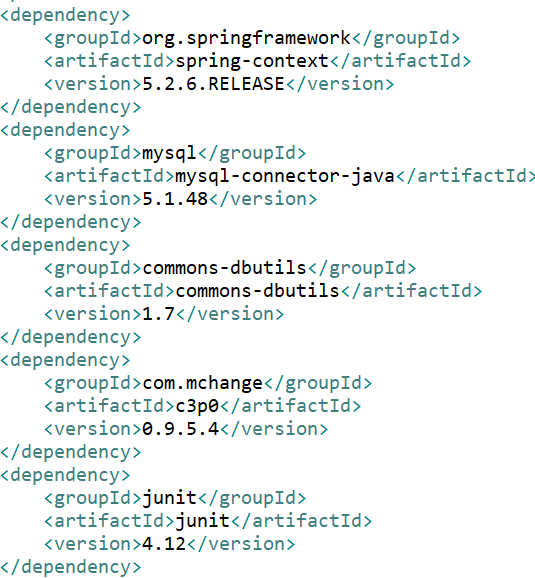 <dependency>
<groupId>org.springframework</groupId>
<artifactId>spring-context</artifactId>
<version>5.2.6.RELEASE</version>
</dependency>
<dependency>
<groupId>mysql</groupId>
<artifactId>mysql-connector-java</artifactId>
<version>5.1.48</version>
</dependency>
<dependency>
<groupId>commons-dbutils</groupId>
<artifactId>commons-dbutils</artifactId>
<version>1.7</version>
</dependency>
<dependency>
<groupId>com.mchange</groupId>
<artifactId>c3p0</artifactId>
<version>0.9.5.4</version>
</dependency>
<dependency>
<groupId>junit</groupId>
<artifactId>junit</artifactId>
<version>4.12</version>
</dependency>